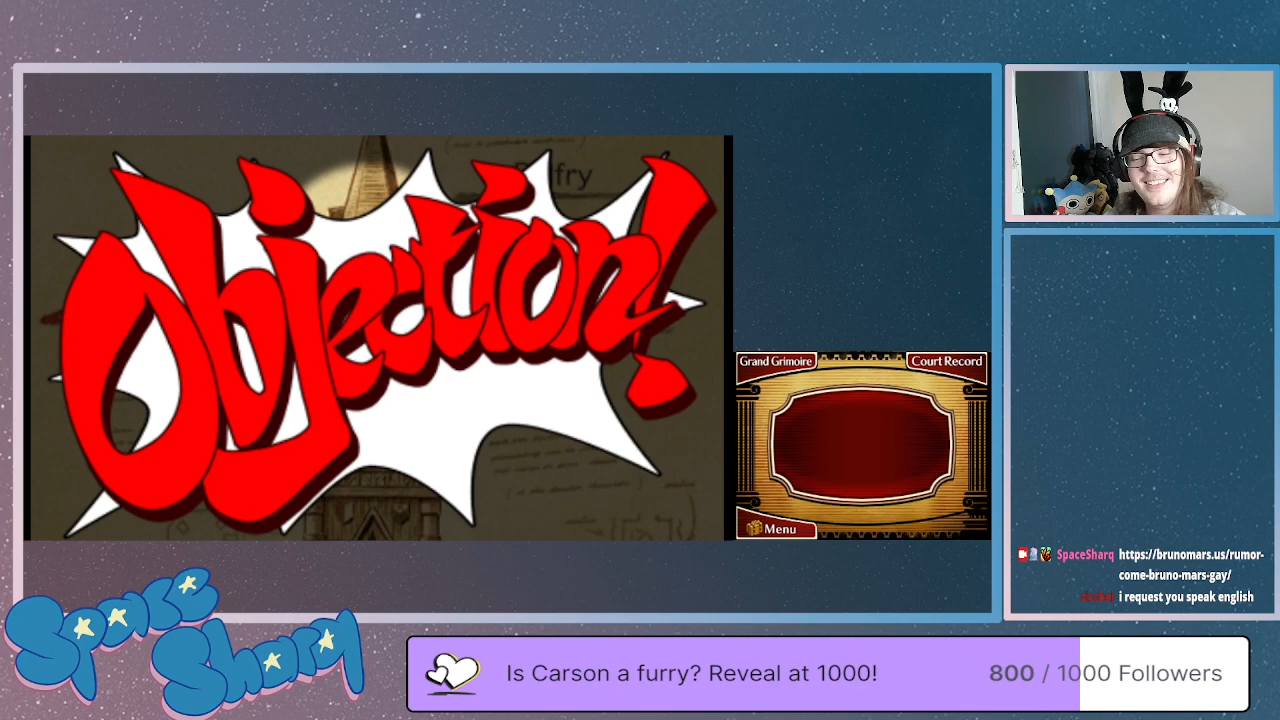 Objection!
fry
Grand Grimoire
Court Record
Menu
SpaceSharq https://brunomars.us/rumor-
come-bruno-mars-gay/
i request you speak english
Space
Sharq
Is Carson a furry? Reveal at 1000!
800 / 1000 Followers